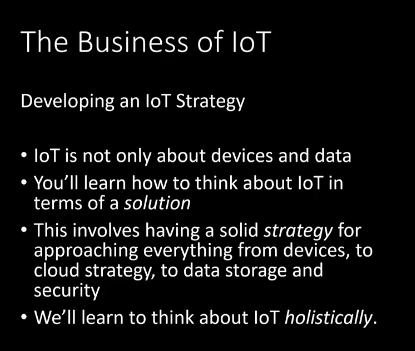 The Business of IoT
Developing an IoT Strategy
• IoT is not only about devices and data
• You'll learn how to think about IoT in
terms of a solution
• This involves having a solid strategy for
approaching everything from devices, to
cloud strategy, to data storage and
security
• We'll learn to think about IoT holistically.